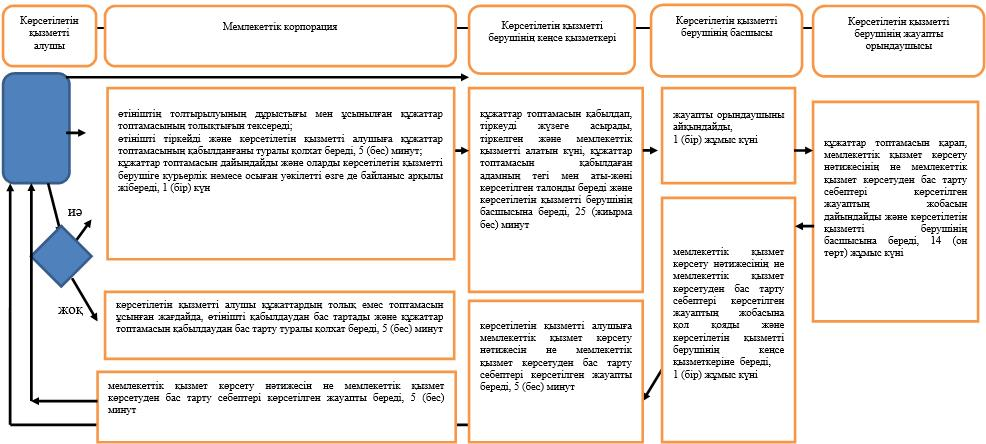 Көрсетілетін
қызметті
алушы
Мемлекеттік корпорация
Көрсетілетін қызметті
берушінің кеңсе қызметкері
Көрсетілетін қызметті
берушінің басшысы
Көрсетілетін қызметті
берушінің жауапты
орындаушысы
өтініштің толтырылуының дұрыстығы мен ұсынылған құжаттар
топтамасының толықтығын тексереді;
өтінішті тіркейді және көрсетілетін қызметті алушыға құжаттар
топтамасының қабылданғаны туралы қолхат береді, 5 (бес) минут;
құжаттар топтамасын дайындайды және оларды көрсетілетін қызметті
берушіге курьерлік немесе осыған уәкілетті өзге де байланыс арқылы
жібереді, 1 (бір) күн
құжаттар топтамасын қабылдап,
тіркеуді жүзеге асырады,
тіркелген және мемлекеттік
қызметті алатын күні, құжаттар
топтамасын қабылдаған
адамның тегі мен аты-жөні
көрсетілген талонды береді және
көрсетілетін қызметті берушінің
басшысына береді, 25 (жиырма
бес) минут
жауапты орындаушыны
айқындайды,
1 (бір) жұмыс күні
құжаттар топтамасын қарап,
мемлекеттік қызмет көрсету
нәтижесінің не мемлекеттік
қызмет көрсетуден бас тарту
себептері көрсетілген
жауаптың жобасын
дайындайды және көрсетілетін
қызметті берушінің
басшысына береді, 14 (он
төрт) жұмыс күні
иә
жоқ
көрсетілетін қызметті алушы құжаттардың толық емес топтамасын
ұсынған жағдайда, өтінішті қабылдаудан бас тартады және құжаттар
топтамасын қабылдаудан бас тарту туралы қолхат береді, 5 (бес) минут
мемлекеттік қызмет көрсету нәтижесін не мемлекеттік қызмет
көрсетуден бас тарту себептері көрсетілген жауапты береді, 5 (бес)
минут
көрсетілетін қызметті алушыға
мемлекеттік қызмет көрсету
нәтижесін не мемлекеттік
қызмет көрсетуден бас тарту
себептері көрсетілген жауапты
береді, 5 (бес) минут
мемлекеттік қызмет
көрсету нәтижесінің не
мемлекеттік қызмет
көрсетуден бас тарту
себептері көрсетілген
жауаптың жобасына
қол қояды және
көрсетілетін қызметті
берушінің кеңсе
қызметкеріне береді,
1 (бір) жұмыс күні